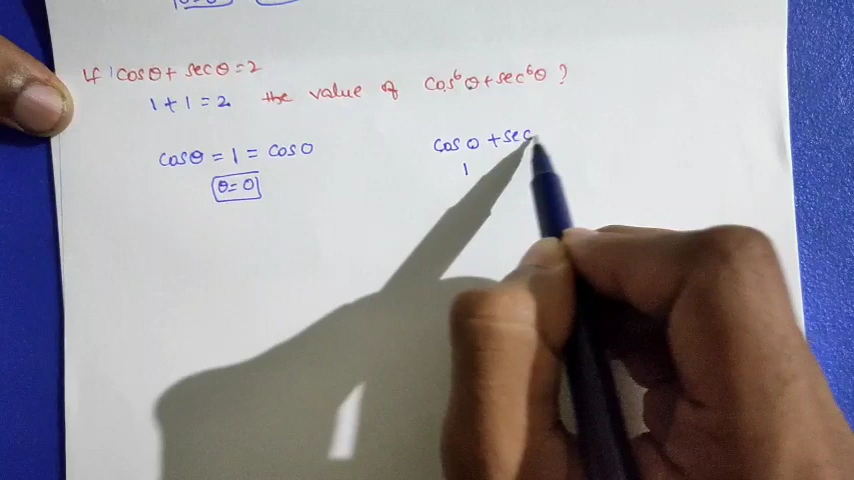 If cosθ + secθ = 2
the value of cos⁶θ + sec⁶θ ?
1 + 1 = 2
cosθ = 1 = cos0
θ = 0
cos0 + sec
1